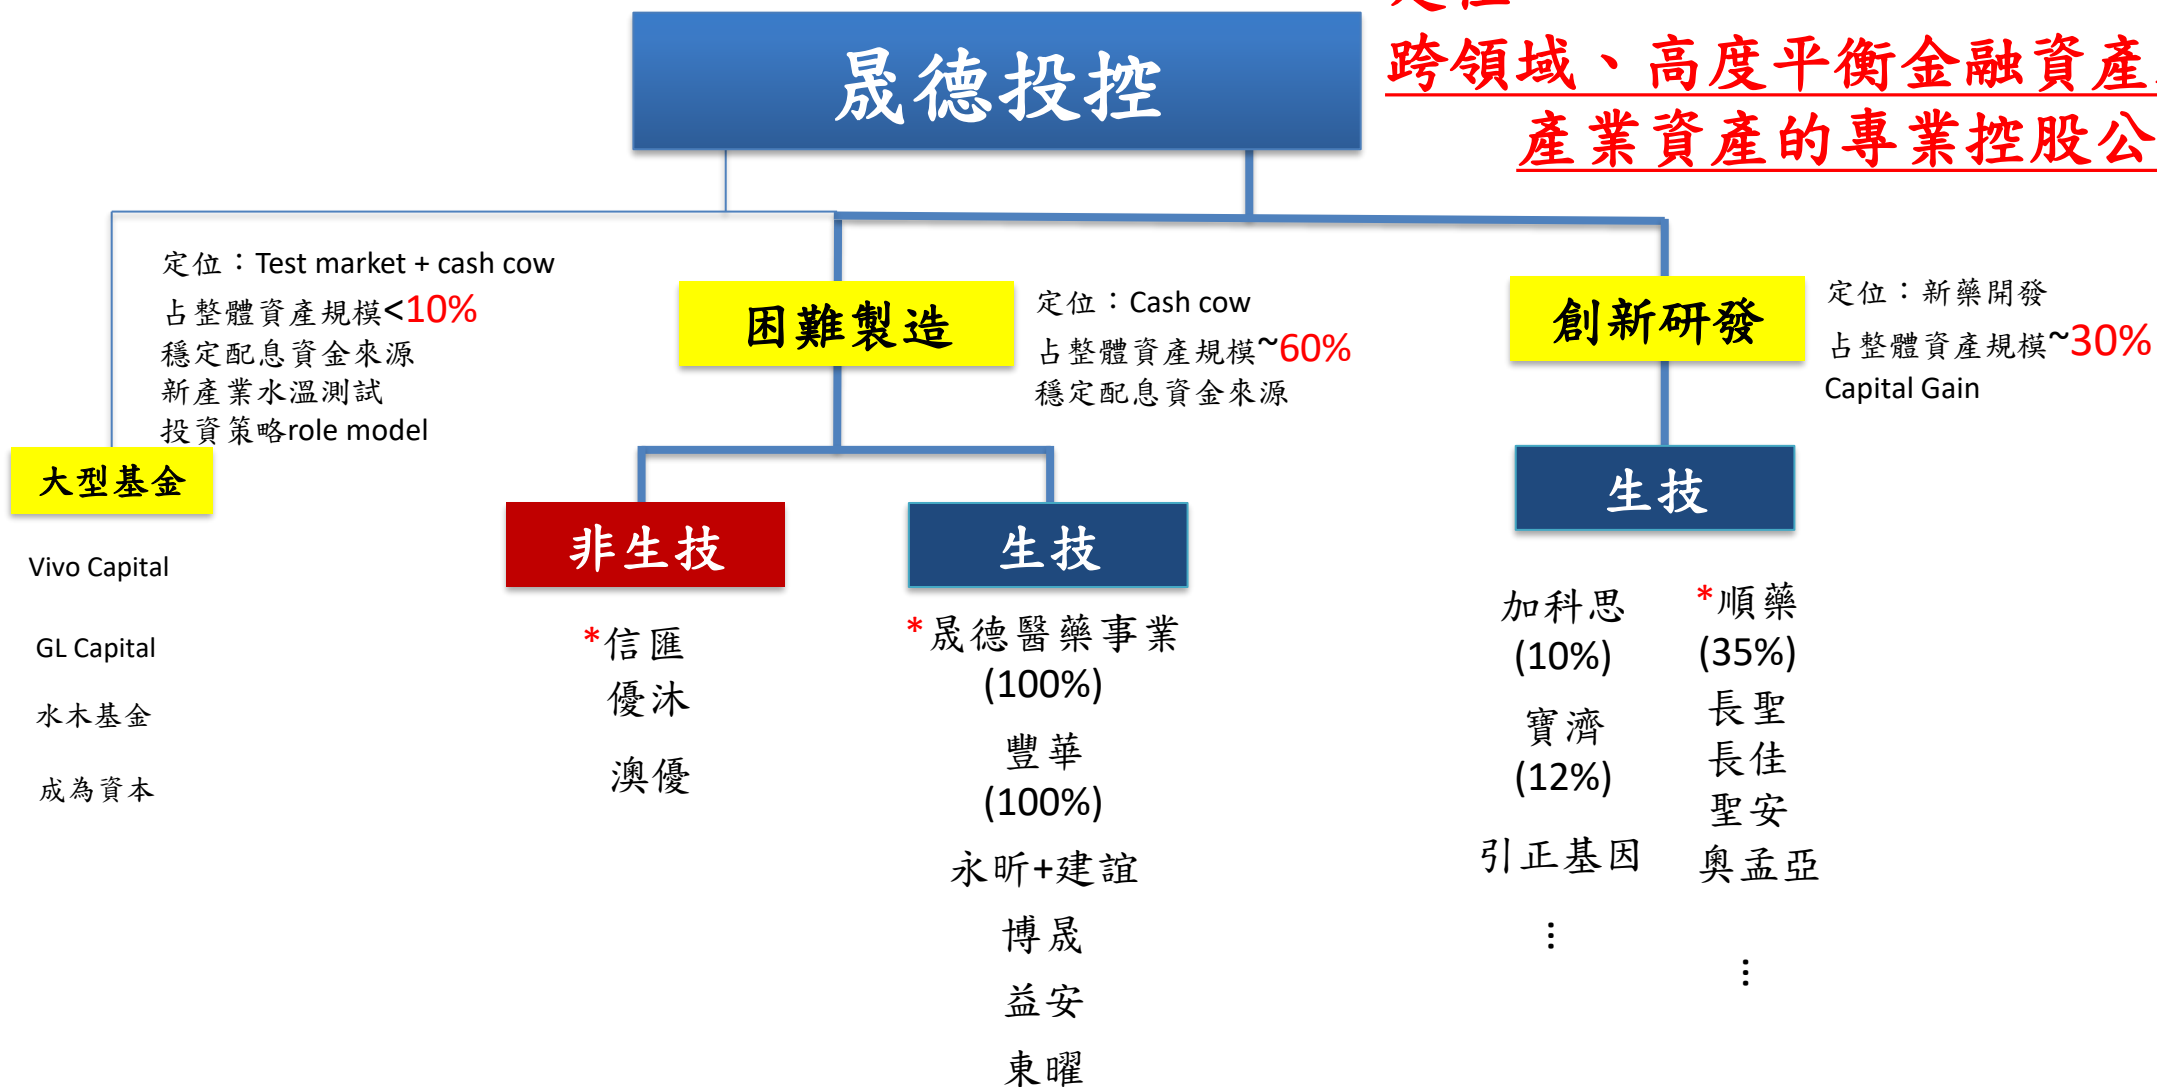 晟德投控
跨領域、高度平衡金融資產
產業資產的專業控股公
定位：Test market + cash cow
占整體資產規模<10%
穩定配息資金來源
新產業水溫測試
投資策略role model
大型基金
Vivo Capital
GL Capital
水木基金
成為資本
困難製造
定位：Cash cow
占整體資產規模~60%
穩定配息資金來源
非生技
*信匯
優沐
澳優
生技
*晟德醫藥事業
(100%)
豐華
(100%)
永昕+建誼
博晟
益安
東曜
創新研發
定位：新藥開發
占整體資產規模~30%
Capital Gain
生技
加科思
(10%)
寶濟
(12%)
引正基因
⋮
*順藥
(35%)
長聖
長佳
聖安
奧孟亞
⋮